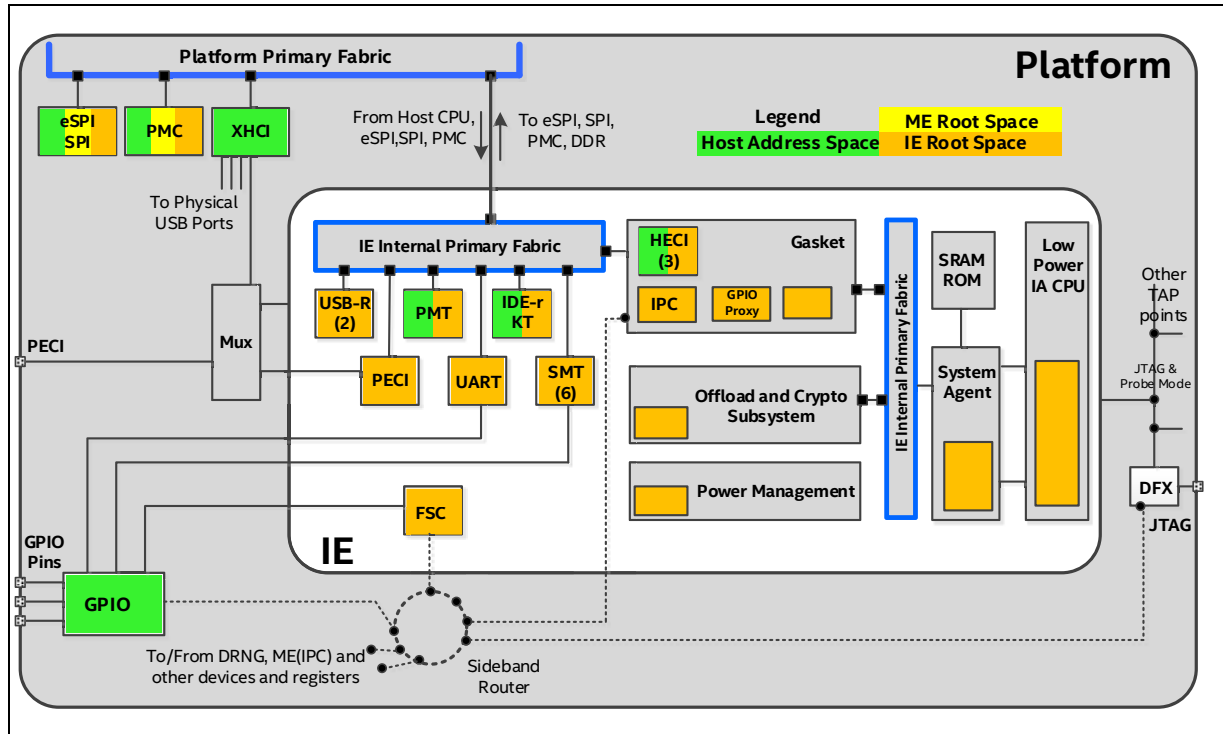 Platform Primary Fabric
Platform
eSPI
SPI
PMC
XHCI
From Host CPU,
eSPI,SPI, PMC
To eSPI, SPI,
PMC, DDR
Legend
ME Root Space
Host Address Space
IE Root Space
To Physical
USB Ports
IE Internal Primary Fabric
HECI
(3)
Gasket
IPC
GPIO
Proxy
USB-R
(2)
PMT
IDE-r
KT
PECI
UART
SMT
(6)
Mux
PECI
SRAM
ROM
Low
Power
IA CPU
IE Internal Primary Fabric
System
Agent
Offload and Crypto
Subsystem
Power Management
Other
TAP
points
JTAG &
Probe Mode
DFX
JTAG
FSC
IE
GPIO
Pins
GPIO
To/From DRNG, ME(IPC) and
other devices and registers
Sideband
Router